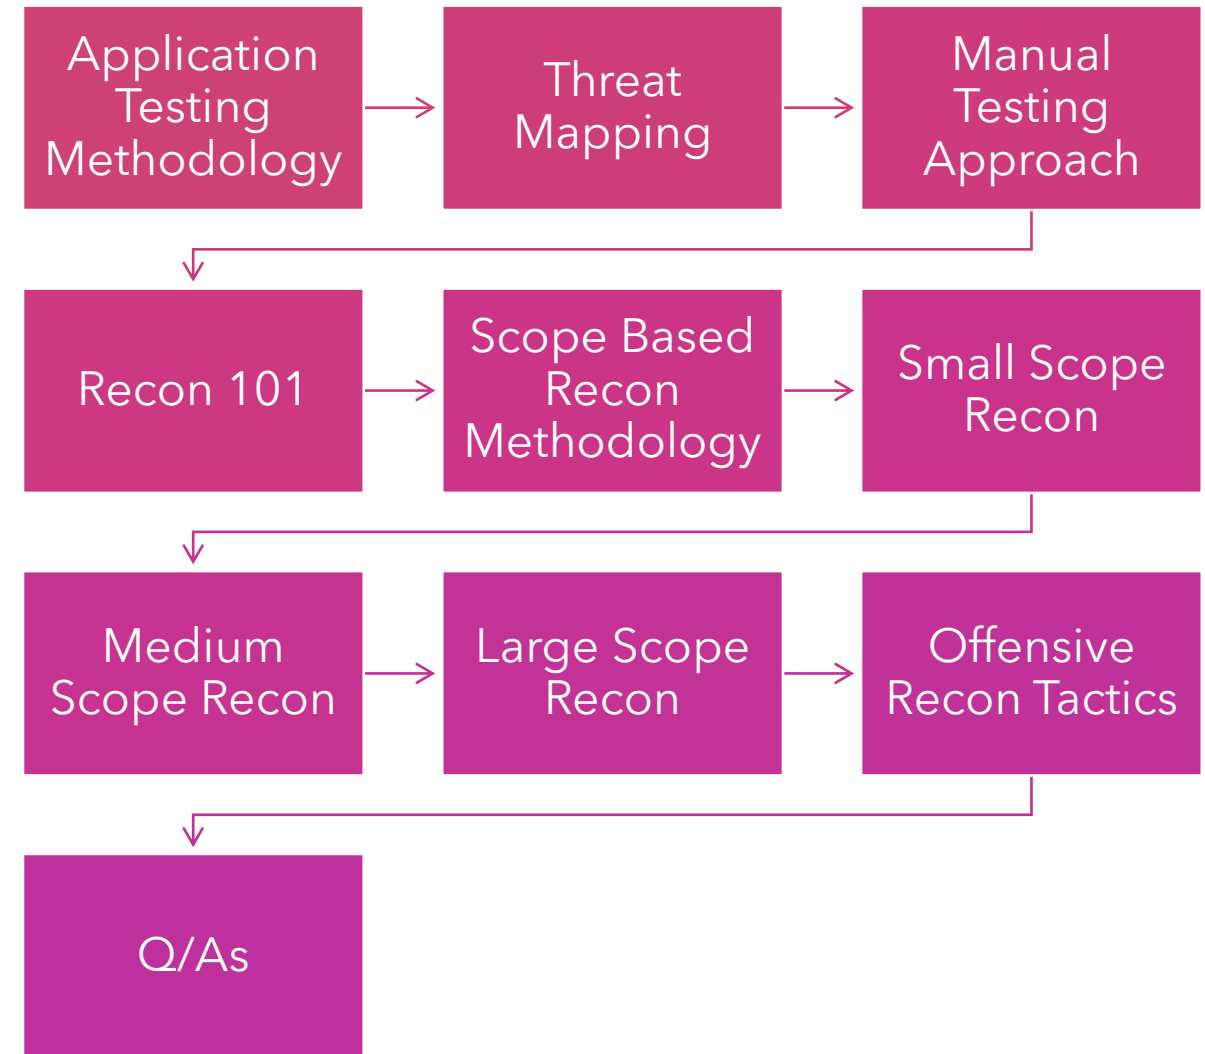 Application
Testing
Methodology
Threat
Mapping
Manual
Testing
Approach
Recon 101
Scope Based
Recon
Methodology
Small Scope
Recon
Medium
Scope Recon
Large Scope
Recon
Offensive
Recon Tactics
Q/As